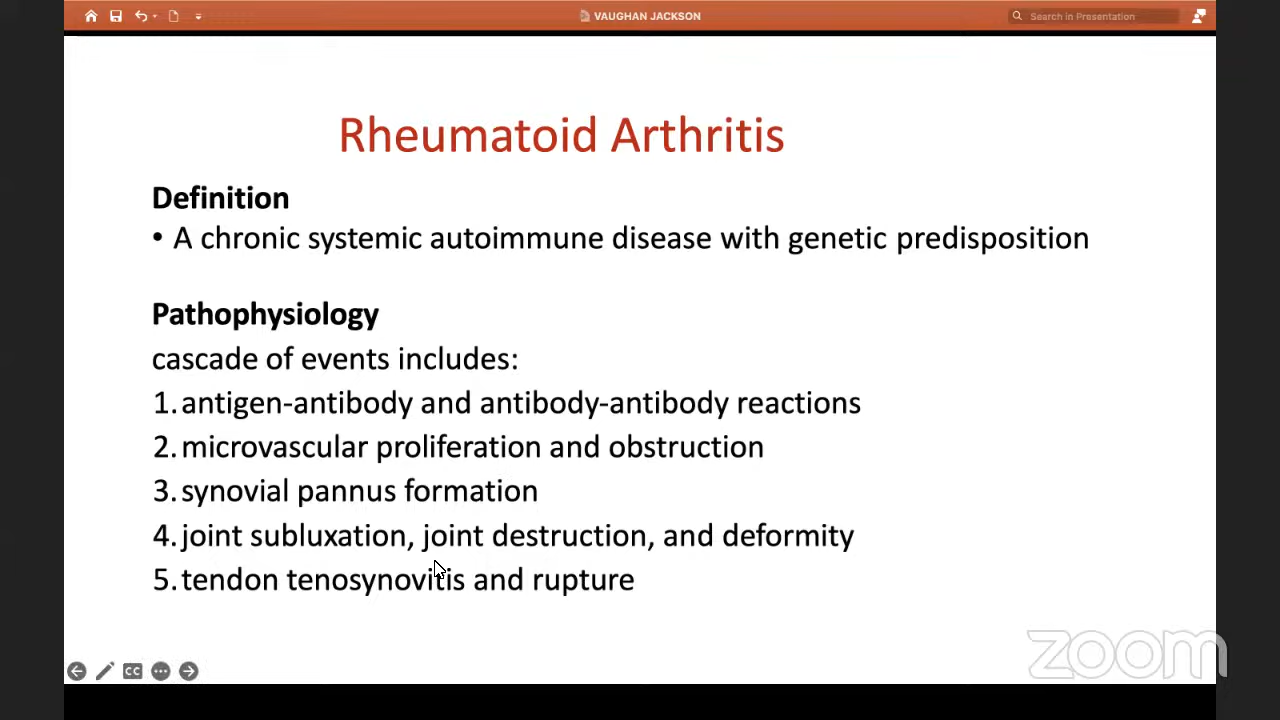 VAUGHAN JACKSON
Search in Presentation
Rheumatoid Arthritis
Definition
• A chronic systemic autoimmune disease with genetic predisposition
Pathophysiology
cascade of events includes:
1. antigen-antibody and antibody-antibody reactions
2. microvascular proliferation and obstruction
3. synovial pannus formation
4. joint subluxation, joint destruction, and deformity
5. tendon tenosynovitis and rupture
CC
zoom